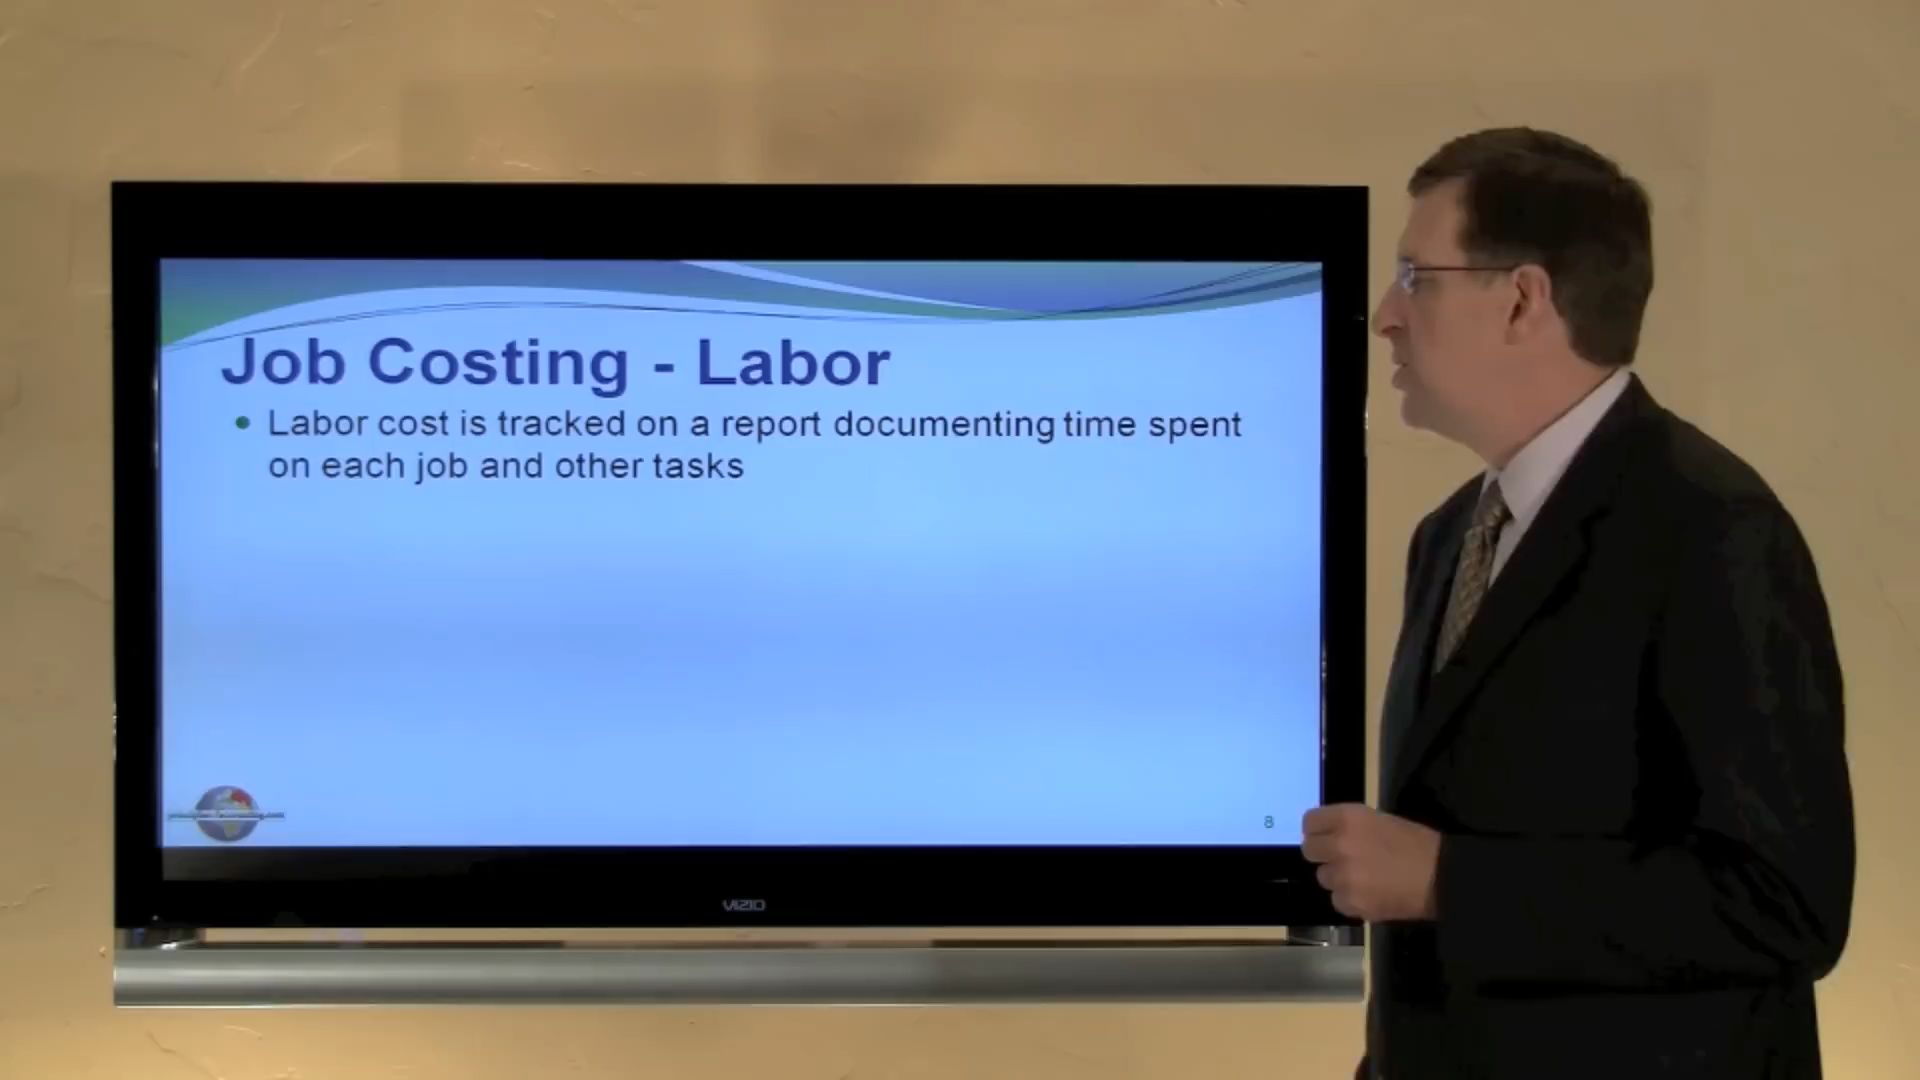 Job Costing - Labor
• Labor cost is tracked on a report documenting time spent
on each job and other tasks
8
VIZIO